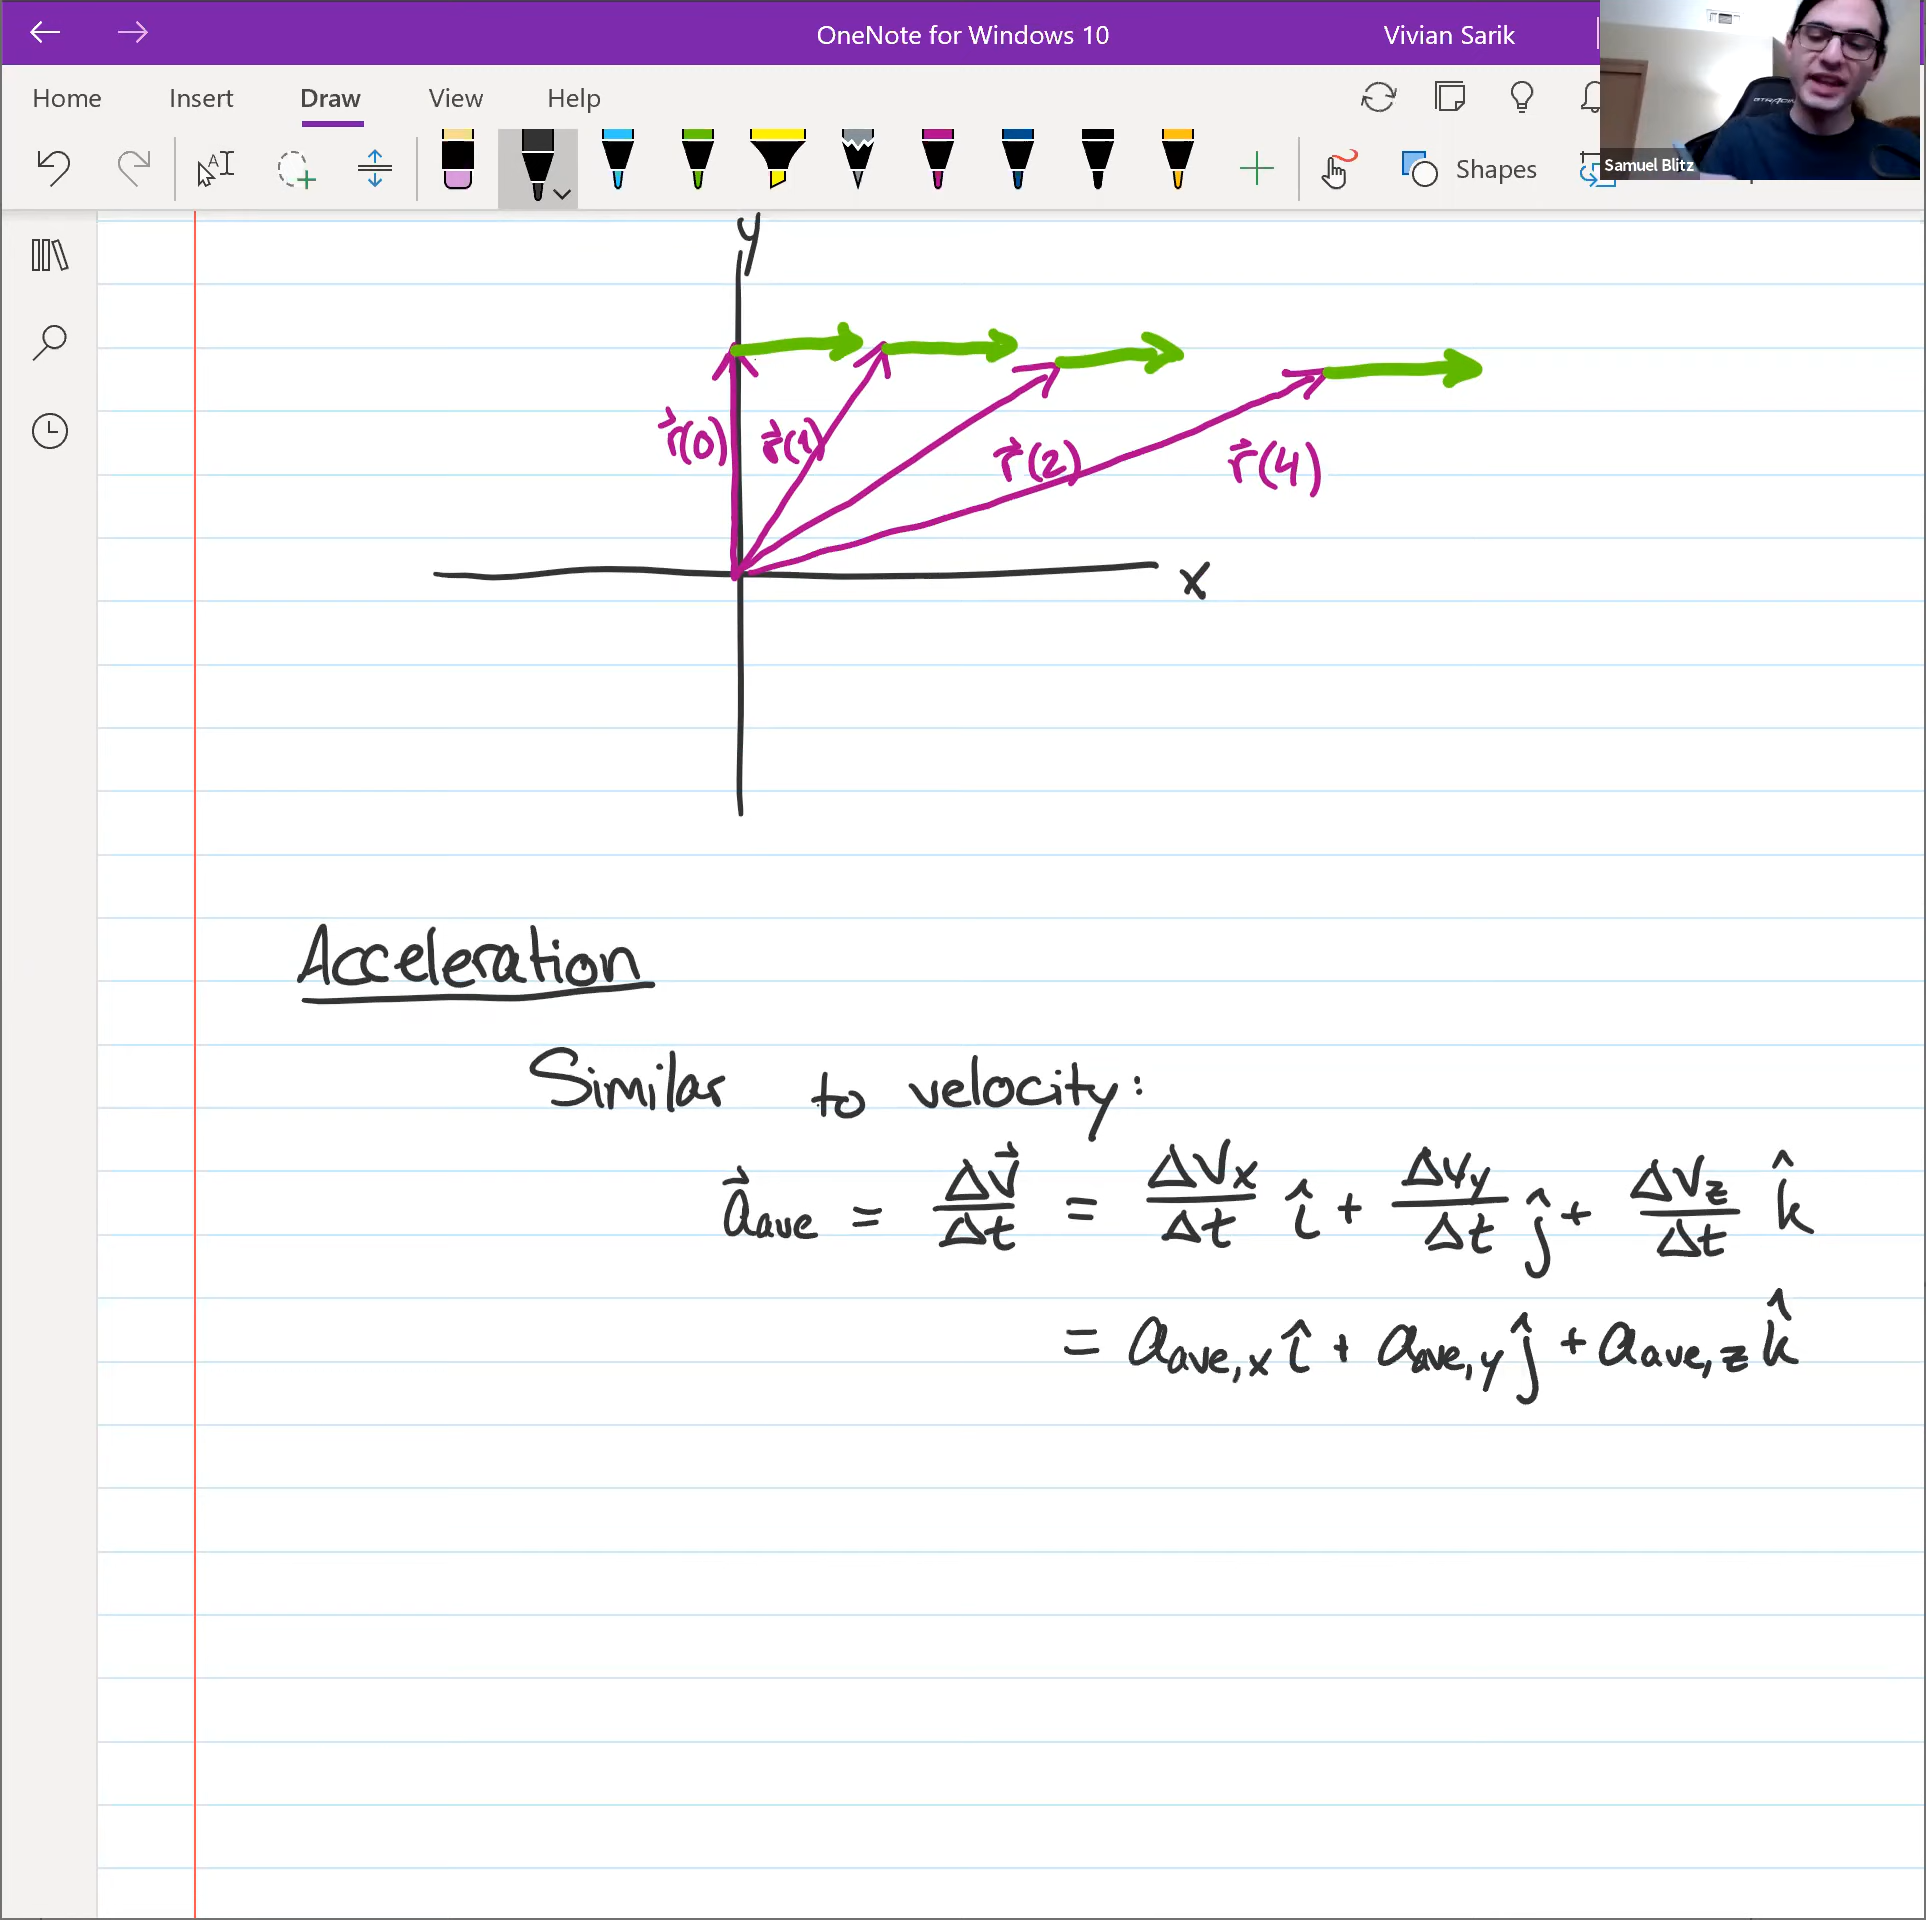 OneNote for Windows 10 Vivian Sarik
Home Insert Draw View Help
Shapes
GTRACING
Samuel Blitz
y
r⃗(0) r⃗(1) r⃗(2) r⃗(4)
x
Acceleration
Similar to velocity:
a⃗ave = Δv⃗/Δt = ΔVx/Δt î + ΔVy/Δt ĵ + ΔVz/Δt k̂
= aave,x î + aave,y ĵ + aave,z k̂